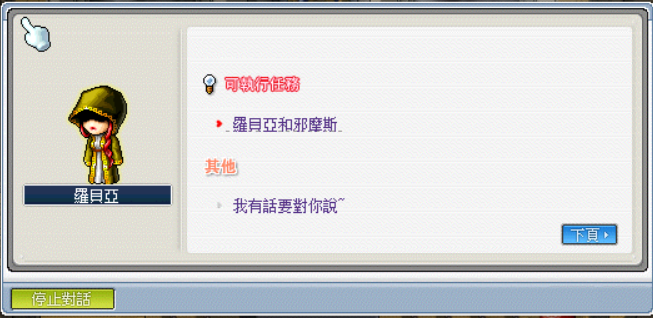 可執行任務
羅貝亞和邪摩斯
羅貝亞
其他
我有話要對你說~
下頁
停止對話